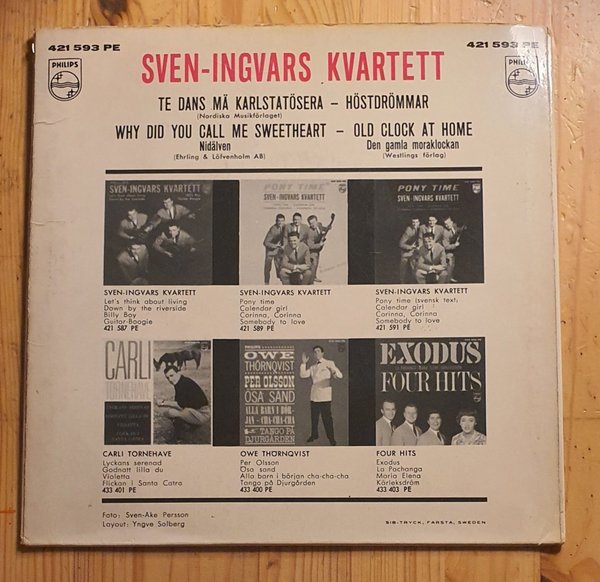 421 593 PE
421 593 PE
PHILIPS
PHILIPS
SVEN-INGVARS KVARTETT
TE DANS MÄ KARLSTATÖSERA – HÖSTDRÖMMAR
(Nordiska Musikförlaget)
WHY DID YOU CALL ME SWEETHEART – OLD CLOCK AT HOME
Nidälven
Den gamla moraklockan
(Ehrling & Löfvenholm AB)
(Westlings förlag)
SVEN-INGVARS KVARTETT
PONY TIME
SVEN-INGVARS KVARTETT
PONY TIME
SVEN-INGVARS KVARTETT
SVEN-INGVARS KVARTETT
Let's think about living
Down by the riverside
Billy Boy
Guitar-Boogie
421 587 PE
SVEN-INGVARS KVARTETT
Pony time
Calendar girl
Corinna, Corinna
Somebody to love
421 589 PE
SVEN-INGVARS KVARTETT
Pony time (svensk text)
Calendar girl
Corinna, Corinna
Somebody to love
421 591 PE
CARLI
TORNEHAVE
PHILIPS
OWE
THÖRNQVIST
PER OLSSON
ÖSA SAND
ALLA BARN I BÖR-
JAN - CHA-CHA-CHA
TANGO PÅ
DJURGÅRDEN
EXODUS
FOUR HITS
CARLI TORNEHAVE
Lyckans serenad
Godnatt lilla du
Violetta
Flickan i Santa Catra
433 401 PE
OWE THÖRNQVIST
Per Olsson
Ösa sand
Alla barn i början cha-cha-cha
Tango på Djurgården
433 400 PE
FOUR HITS
Exodus
La Pachanga
Maria Elena
Kärleksdröm
433 403 PE
Foto: Sven-Åke Persson
Layout: Yngve Solberg
SIB-TRYCK, FARSTA, SWEDEN